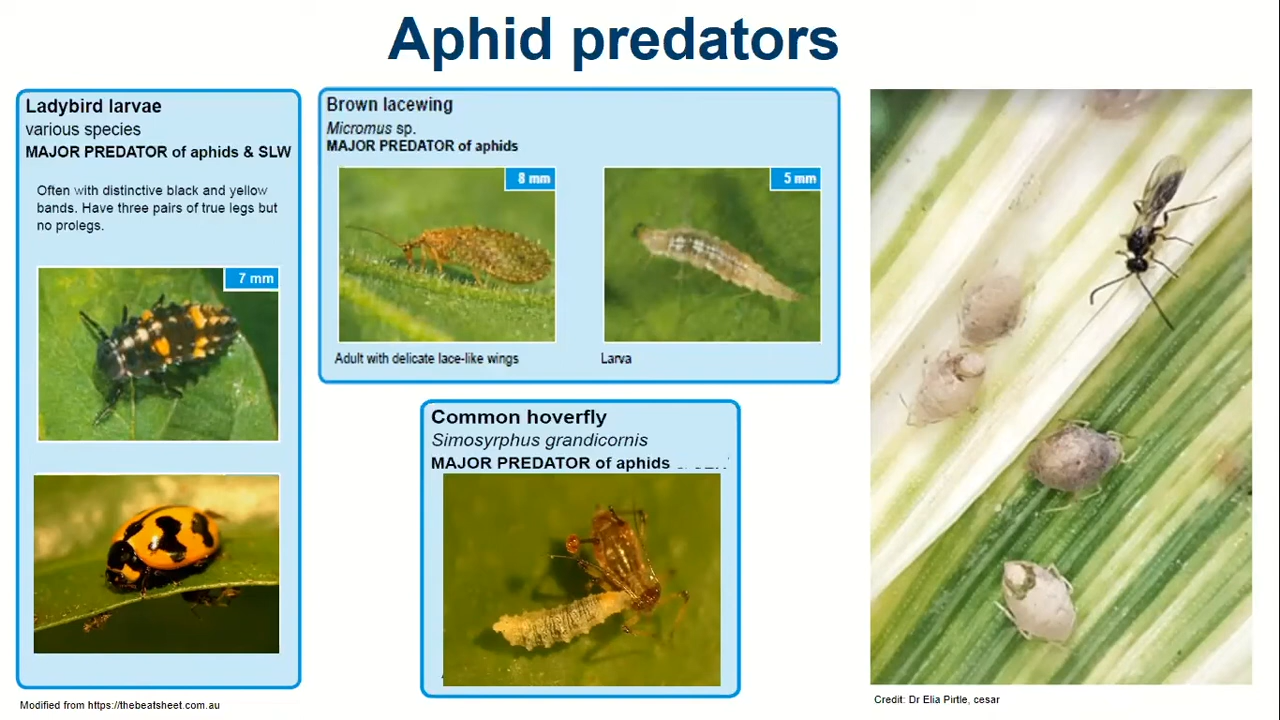 Aphid predators
Ladybird larvae
various species
MAJOR PREDATOR of aphids & SLW
Often with distinctive black and yellow
bands. Have three pairs of true legs but
no prolegs.
7 mm
Brown lacewing
Micromus sp.
MAJOR PREDATOR of aphids
8 mm
5 mm
Adult with delicate lace-like wings
Larva
Common hoverfly
Simosyrphus grandicornis
MAJOR PREDATOR of aphids
Modified from https://thebeatsheet.com.au
Credit: Dr Elia Pirtle, cesar